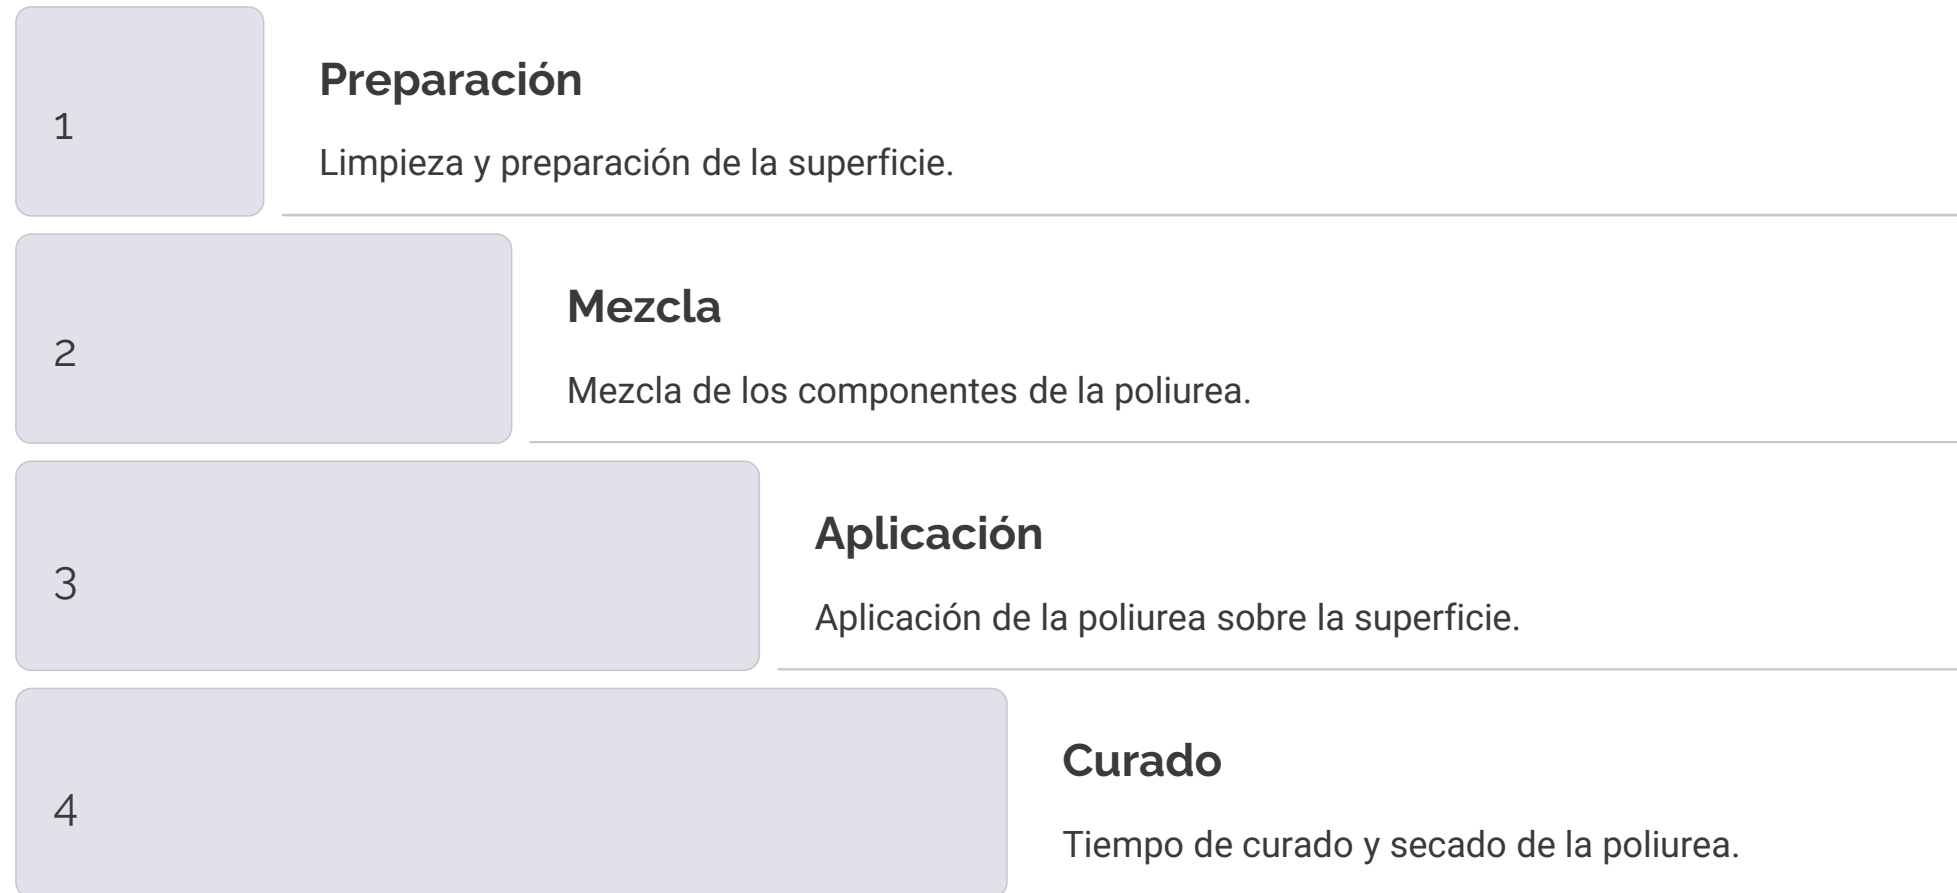 1
Preparación
Limpieza y preparación de la superficie.
2
Mezcla
Mezcla de los componentes de la poliurea.
3
Aplicación
Aplicación de la poliurea sobre la superficie.
4
Curado
Tiempo de curado y secado de la poliurea.